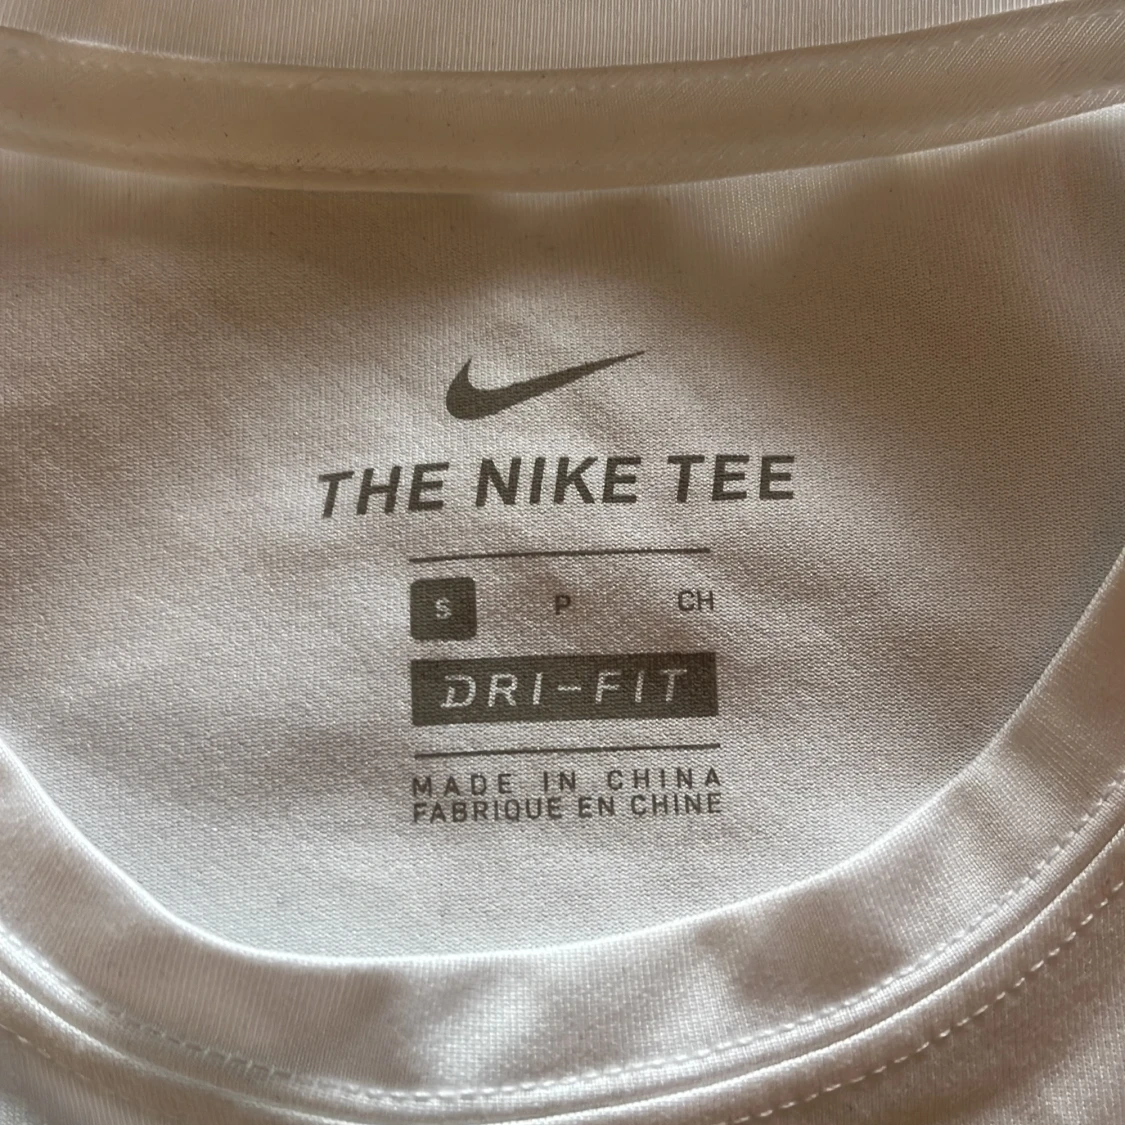 THE NIKE TEE
S P CH
DRI-FIT
MADE IN CHINA
FABRIQUE EN CHINE